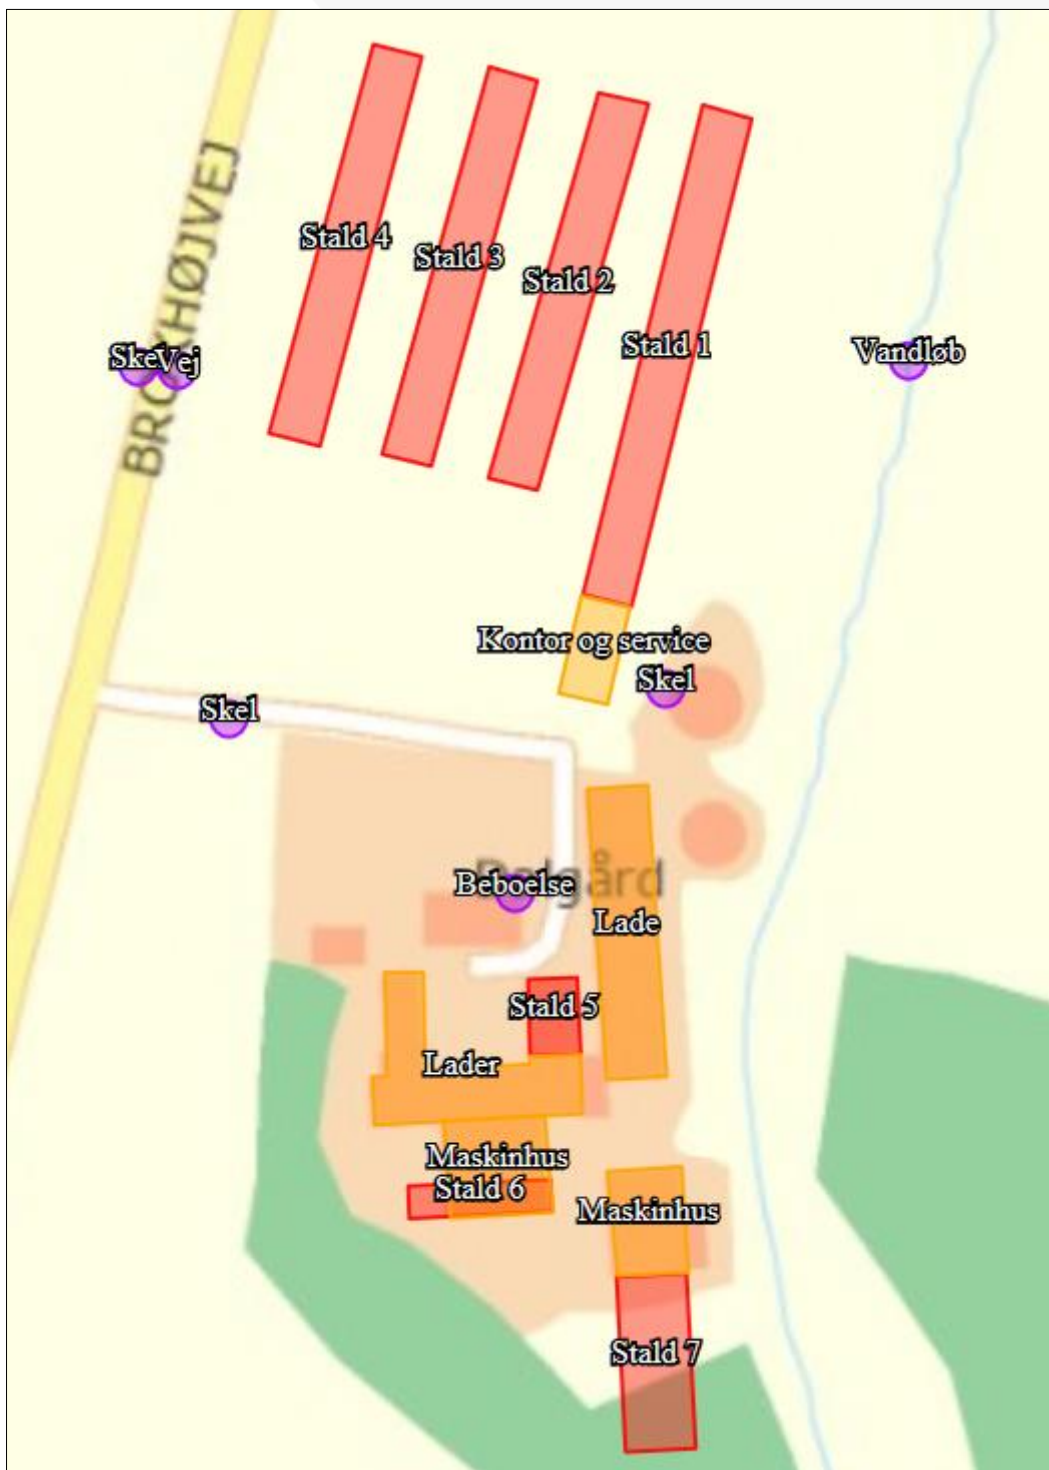 Stald 4
Stald 3
Stald 2
Stald 1
BROKHØJVEJ
Skel
Vej
Vandløb
Kontor og service
Skel
Skel
Dalgård
Beboelse
Lade
Stald 5
Lader
Maskinhus
Stald 6
Maskinhus
Stald 7